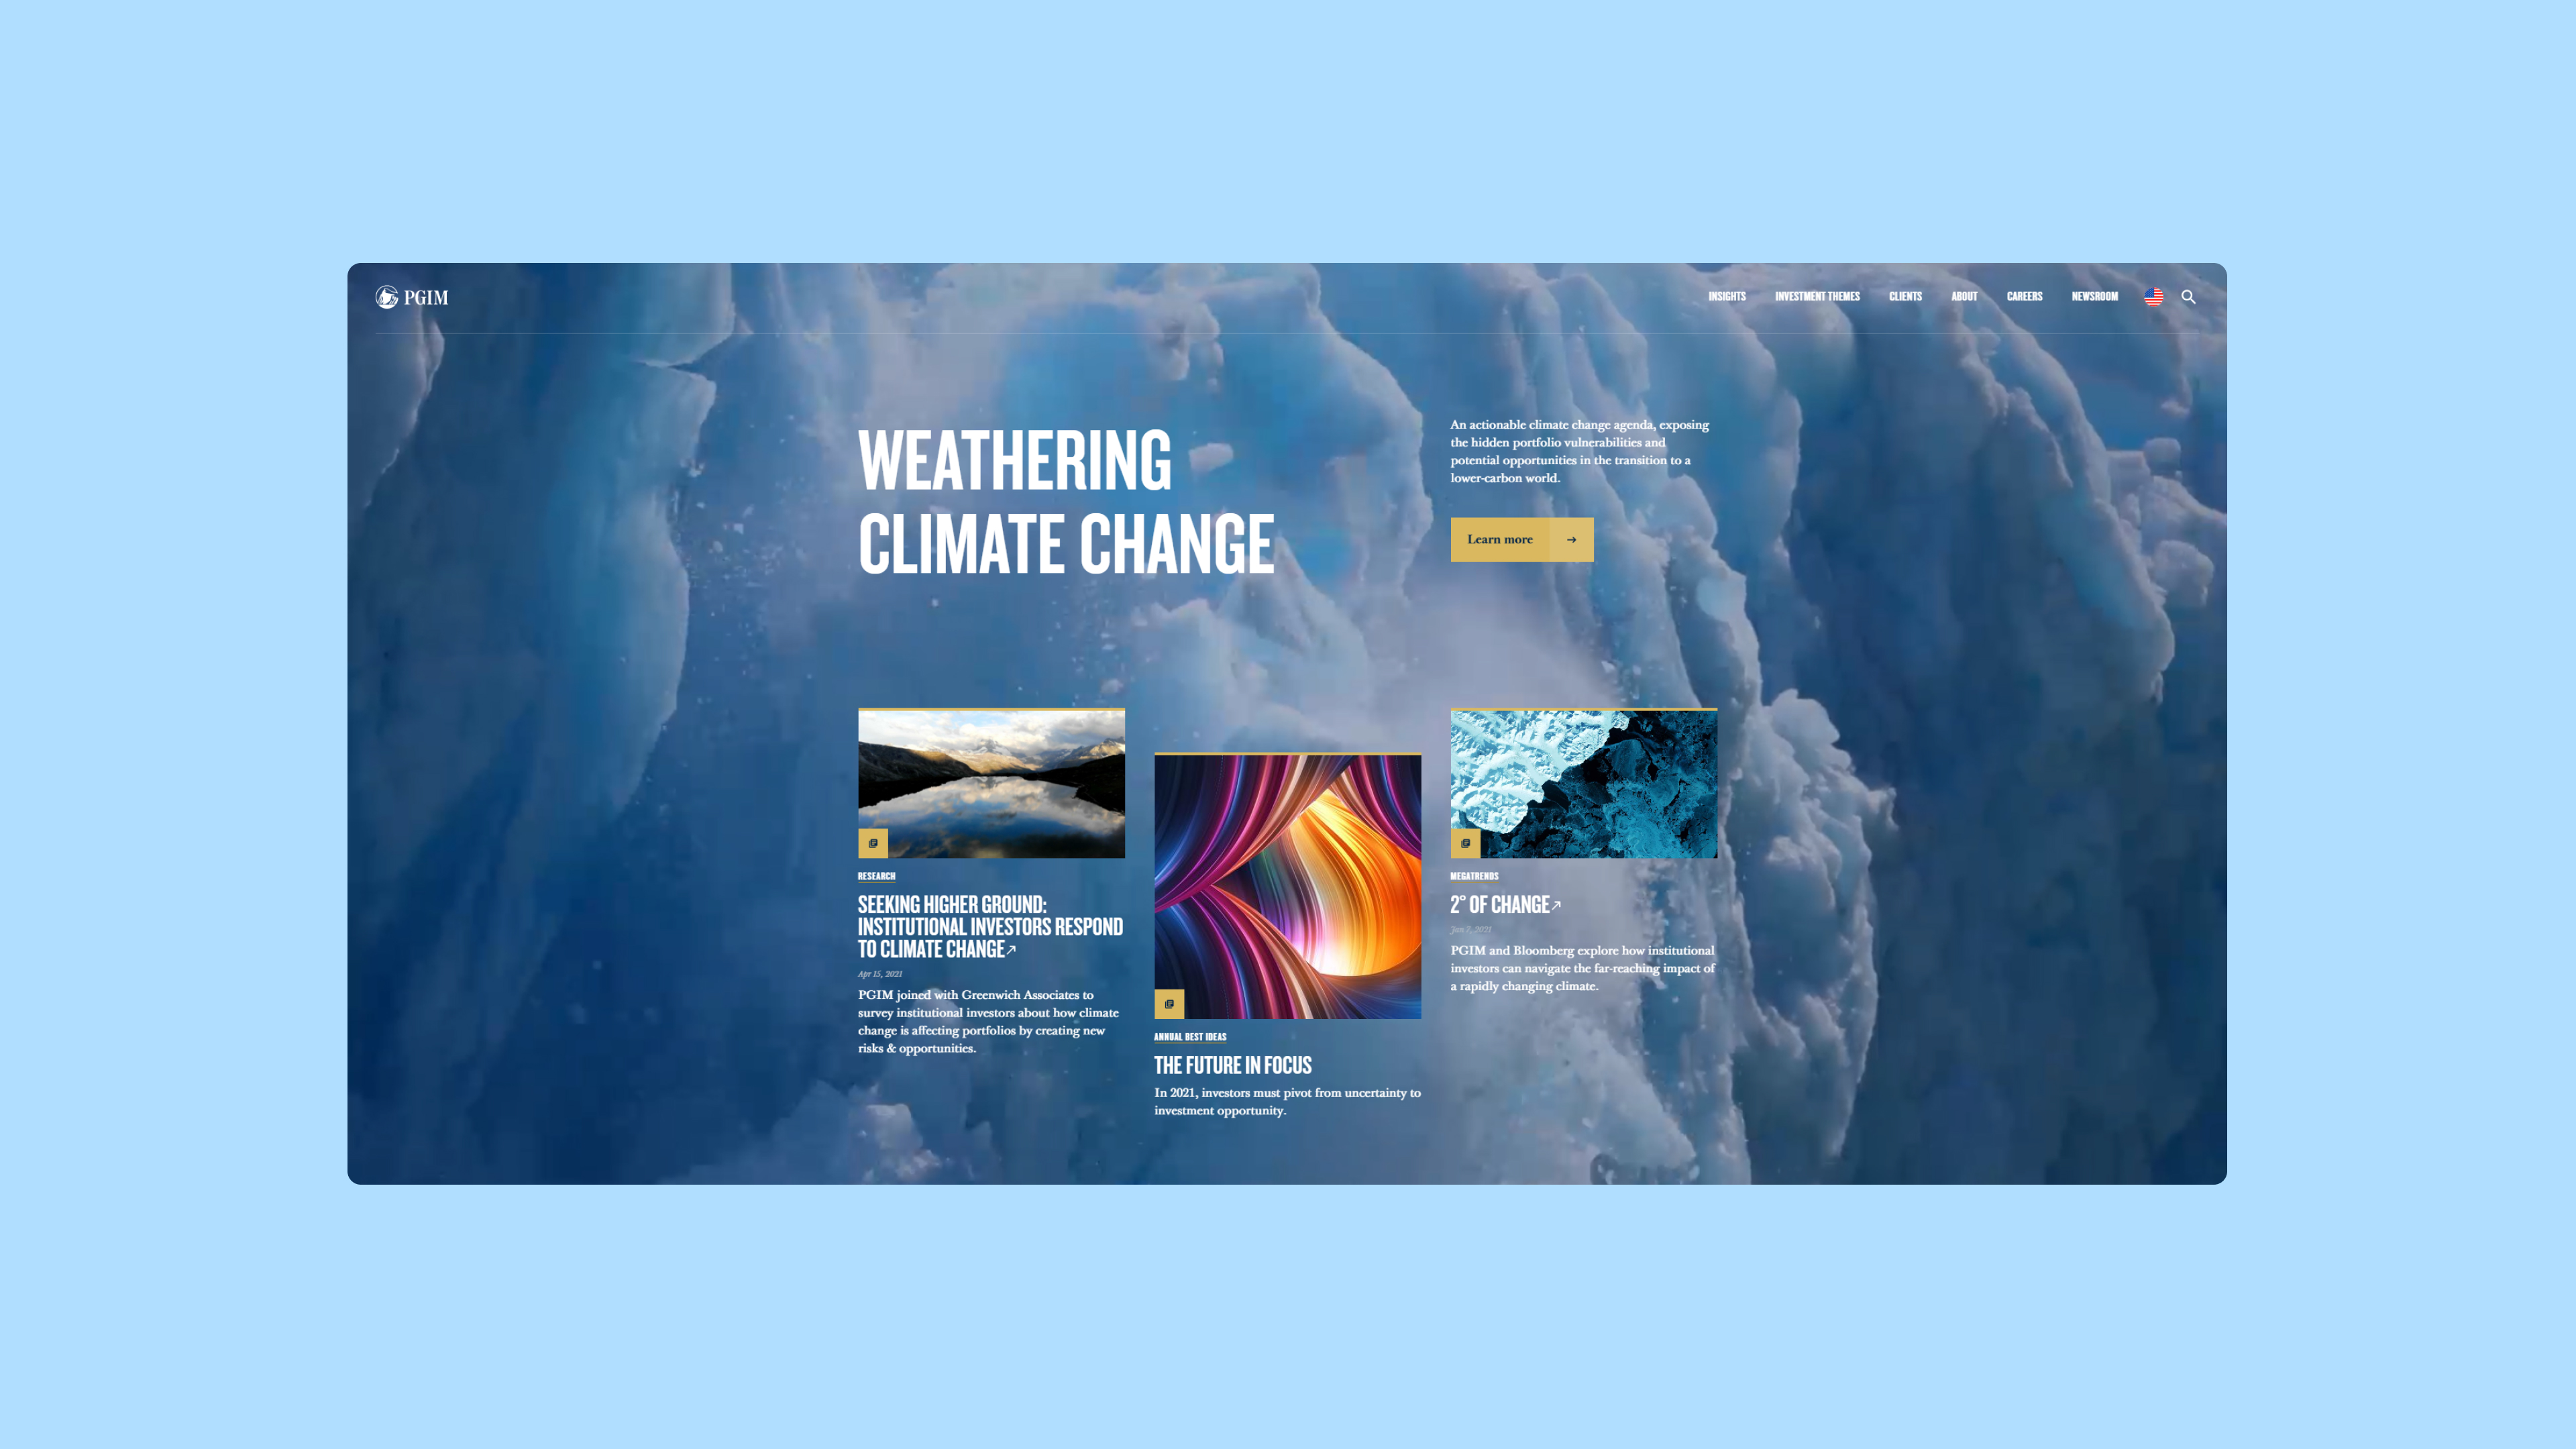 PGIM
INSIGHTS
INVESTMENT THEMES
CLIENTS
ABOUT
CAREERS
NEWSROOM
WEATHERING
CLIMATE CHANGE
An actionable climate change agenda, exposing
the hidden portfolio vulnerabilities and
potential opportunities in the transition to a
lower-carbon world.
Learn more →
RESEARCH
SEEKING HIGHER GROUND:
INSTITUTIONAL INVESTORS RESPOND
TO CLIMATE CHANGE↗
Apr 15, 2021
PGIM joined with Greenwich Associates to
survey institutional investors about how climate
change is affecting portfolios by creating new
risks & opportunities.
ANNUAL BEST IDEAS
THE FUTURE IN FOCUS
In 2021, investors must pivot from uncertainty to
investment opportunity.
MEGATRENDS
2° OF CHANGE↗
PGIM and Bloomberg explore how institutional
investors can navigate the far-reaching impact of
a rapidly changing climate.